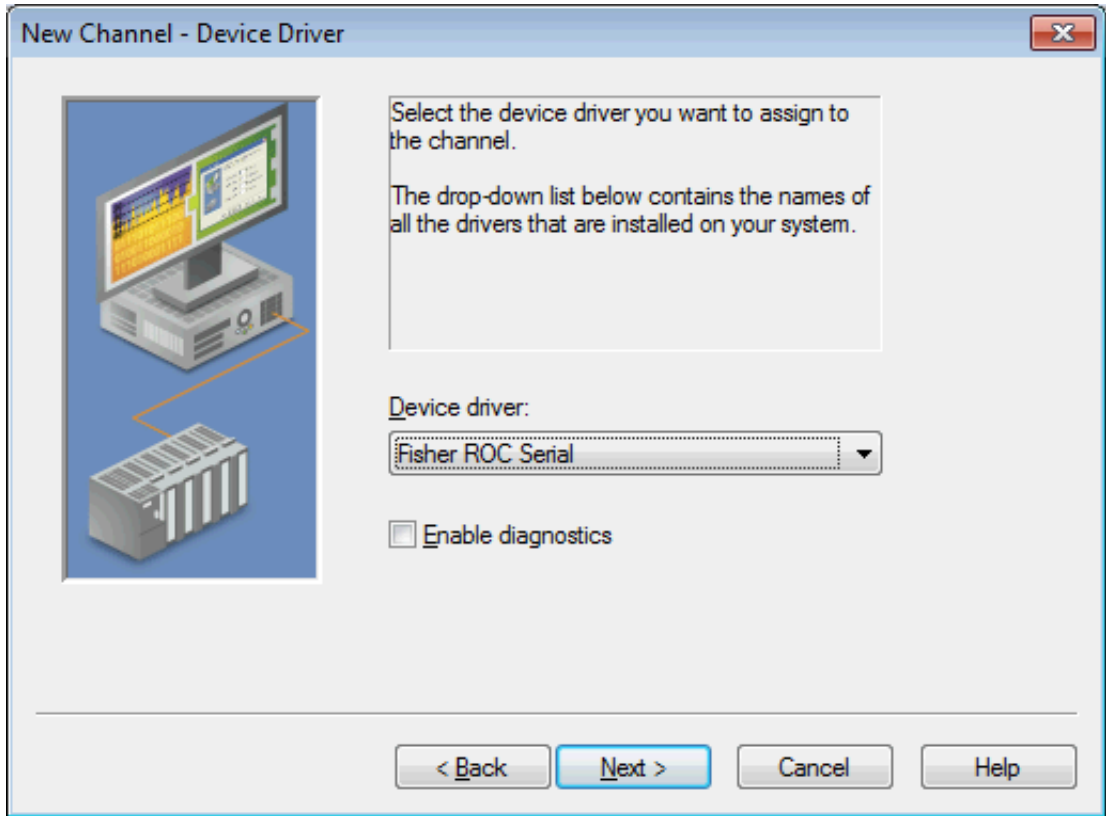 New Channel - Device Driver
Select the device driver you want to assign to
the channel.
The drop-down list below contains the names of
all the drivers that are installed on your system.
Device driver:
Fisher ROC Serial
Enable diagnostics
< Back
Next >
Cancel
Help